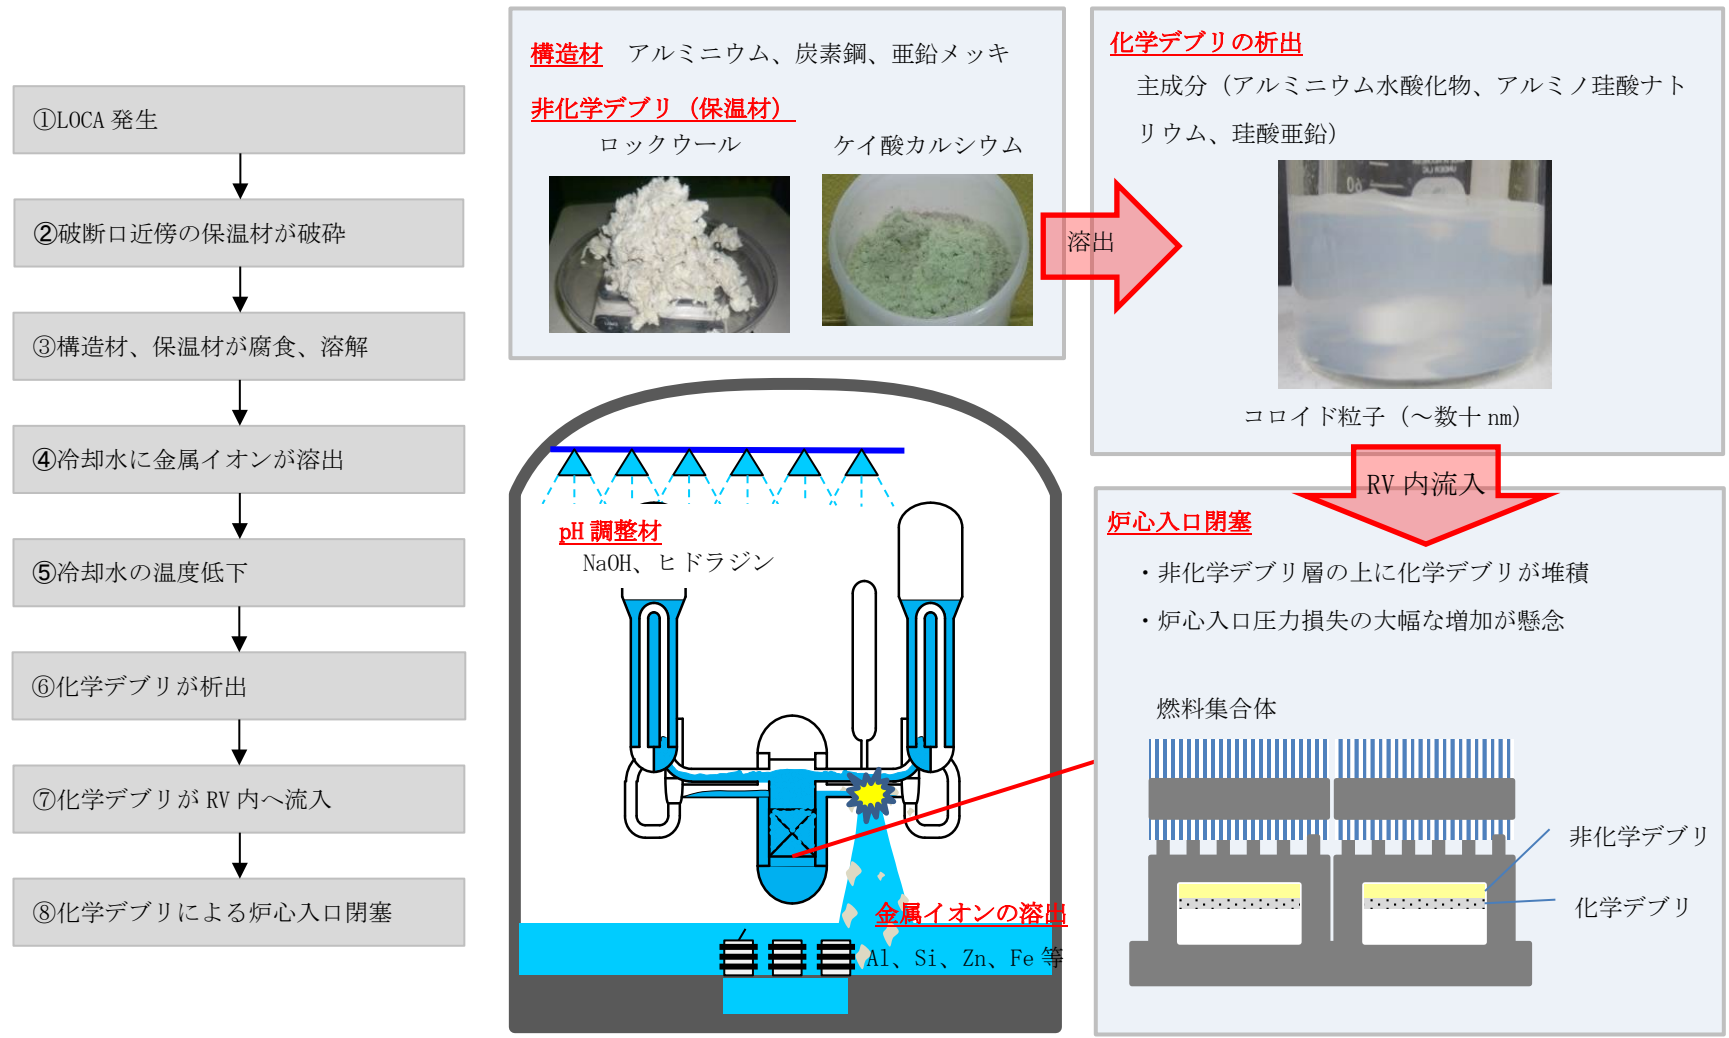 ①LOCA 発生
②破断口近傍の保温材が破砕
③構造材、保温材が腐食、溶解
④冷却水に金属イオンが溶出
⑤冷却水の温度低下
⑥化学デブリが析出
⑦化学デブリが RV 内へ流入
⑧化学デブリによる炉心入口閉塞
構造材 アルミニウム、炭素鋼、亜鉛メッキ
非化学デブリ（保温材）
ロックウール ケイ酸カルシウム
溶出
化学デブリの析出
主成分（アルミニウム水酸化物、アルミノ珪酸ナト
リウム、珪酸亜鉛）
60
コロイド粒子（～数十 nm）
RV 内流入
pH 調整材
NaOH、ヒドラジン
金属イオンの溶出
Al、Si、Zn、Fe 等
炉心入口閉塞
・非化学デブリ層の上に化学デブリが堆積
・炉心入口圧力損失の大幅な増加が懸念
燃料集合体
非化学デブリ
化学デブリ